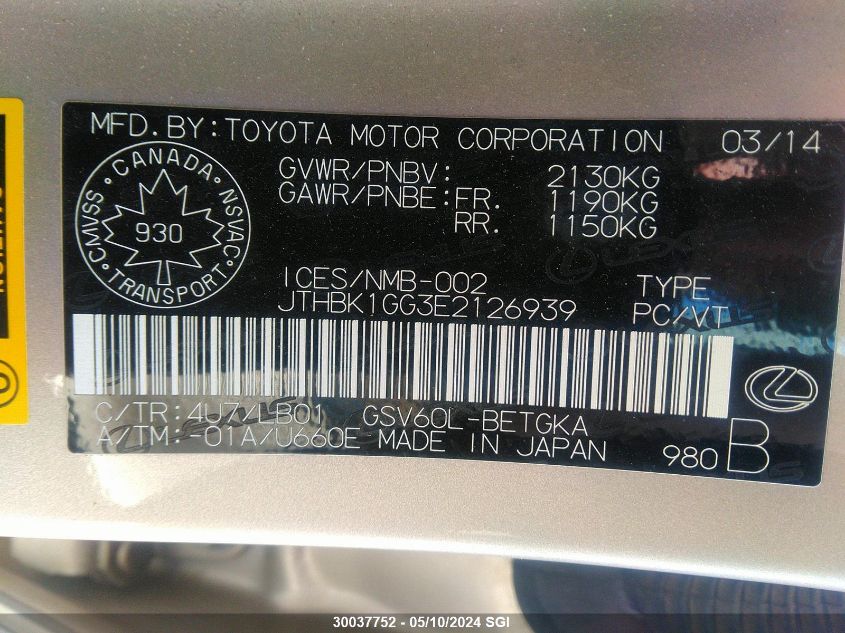 MFD.BY:TOYOTA MOTOR CORPORATION 03/14
GVWR/PNBV: 2130KG
GAWR/PNBE:FR. 1190KG
RR. 1150KG
CANADA
CMVSS NSVAC
930
TRANSPORT
ICES/NMB-002 TYPE
JTHBK1GG3E2126939 PC/VT
C/TR: LB01 GSV60L-BETGKA
A/TM:-01A/U660E MADE IN JAPAN 980 B
30037752 — 05/10/2024 SGI